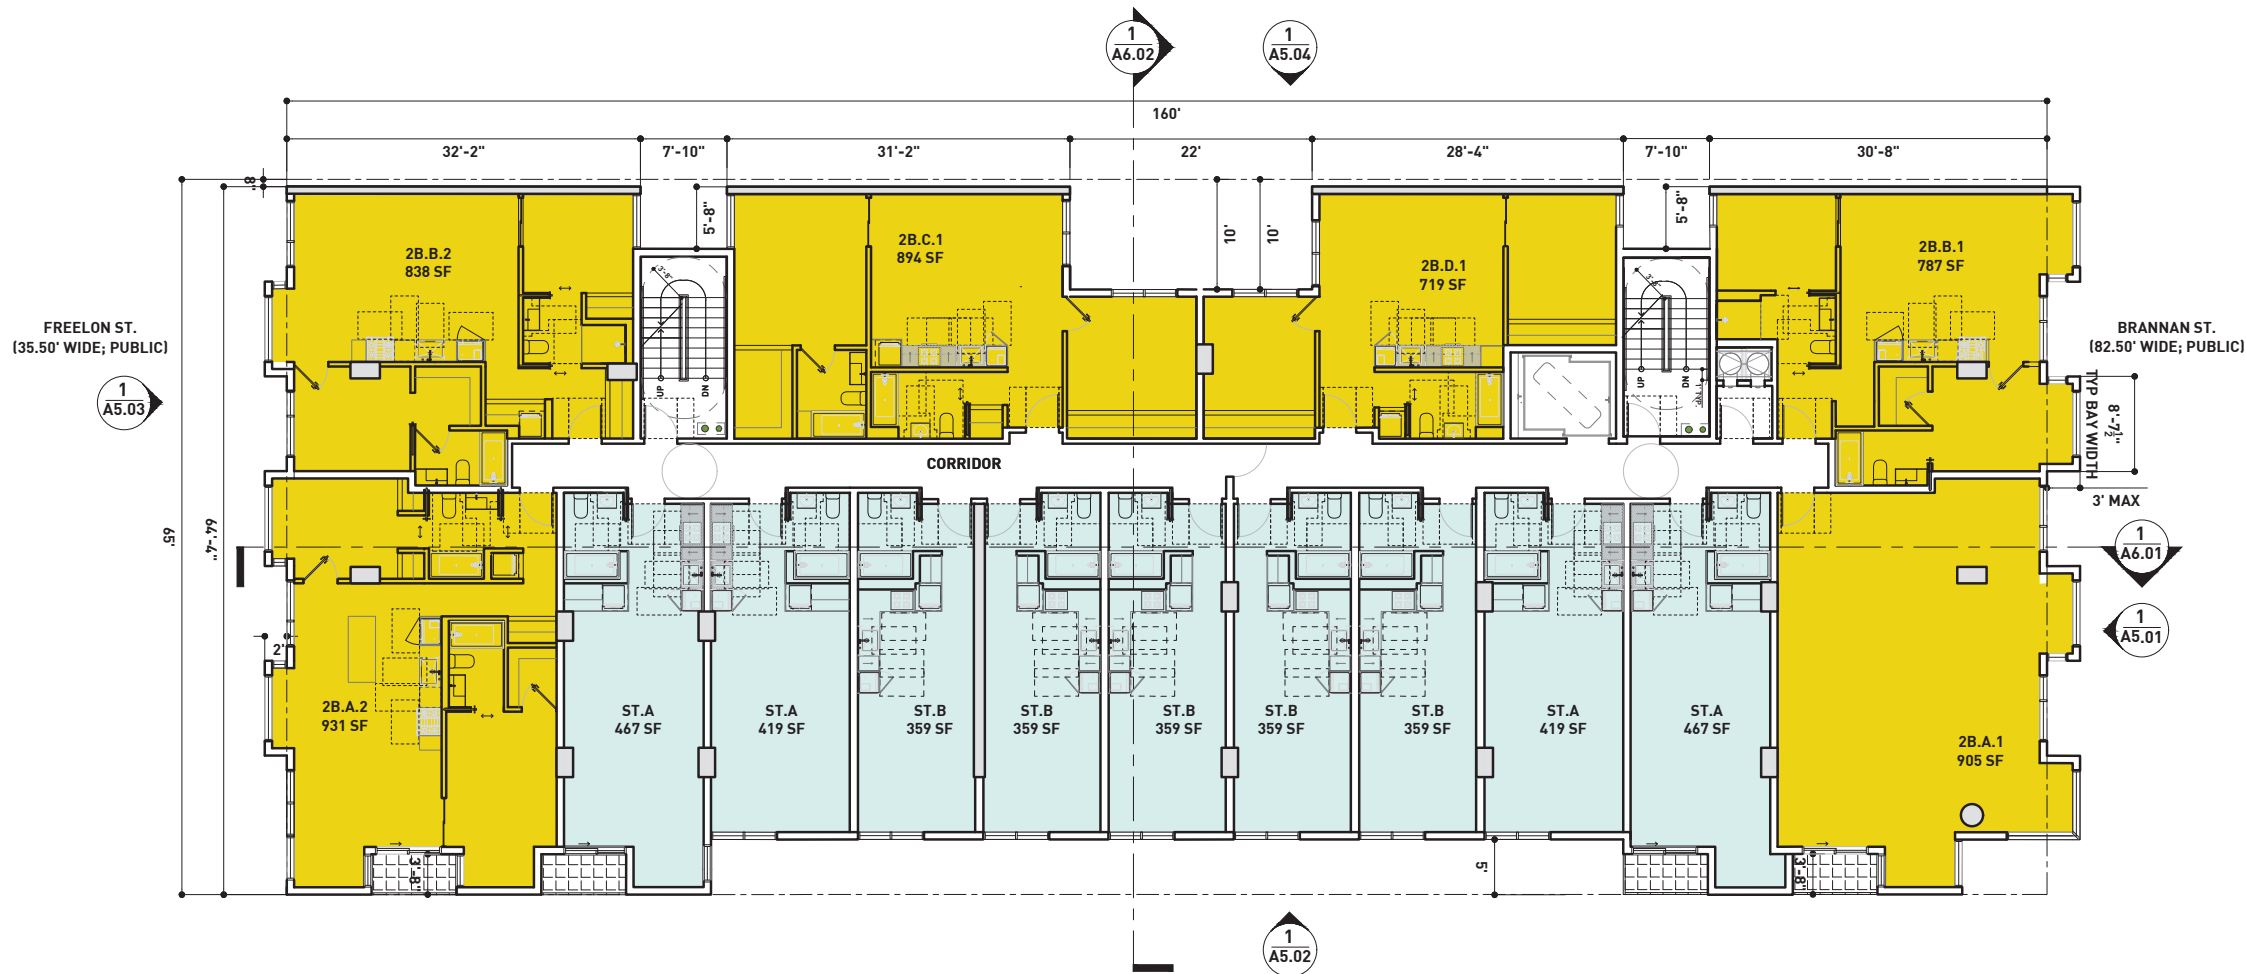 1
A6.02
1
A5.04
160'
32'-2"
7'-10"
31'-2"
22'
28'-4"
7'-10"
30'-8"
8"
5'-8"
10'
10'
5'-8"
2B.B.2
838 SF
2B.C.1
894 SF
2B.D.1
719 SF
2B.B.1
787 SF
3'-8"
3'-8"
FREELON ST.
(35.50' WIDE; PUBLIC)
BRANNAN ST.
(82.50' WIDE; PUBLIC)
1
A5.03
UP
DN
UP
DN
TYP BAY WIDTH
8'-7½"
CORRIDOR
3' MAX
65'
64'-4"
1
A6.01
1
A5.01
2'
2B.A.2
931 SF
ST.A
467 SF
ST.A
419 SF
ST.B
359 SF
ST.B
359 SF
ST.B
359 SF
ST.B
359 SF
ST.B
359 SF
ST.A
419 SF
ST.A
467 SF
2B.A.1
905 SF
3'-8"
5'
3'-8"
1
A5.02